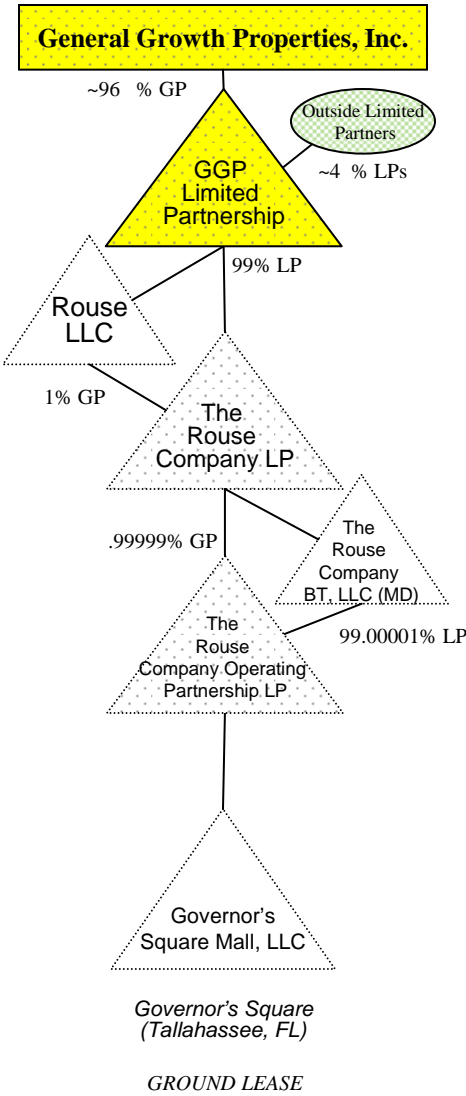 General Growth Properties, Inc.
~96 % GP
Outside Limited
Partners
~4 % LPs
GGP
Limited
Partnership
99% LP
Rouse
LLC
1% GP
The
Rouse
Company LP
.99999% GP
The
Rouse
Company
BT, LLC (MD)
99.00001% LP
The
Rouse
Company Operating
Partnership LP
Governor's
Square Mall, LLC
Governor's Square
(Tallahassee, FL)
GROUND LEASE